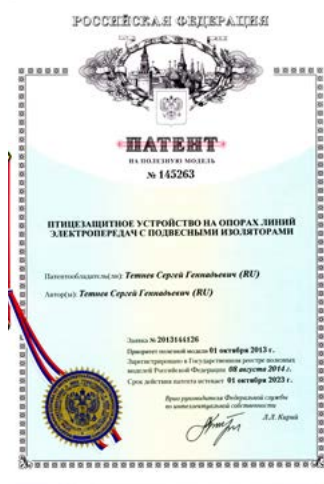 РОССИЙСКАЯ ФЕДЕРАЦИЯ
ПАТЕНТ
НА ПОЛЕЗНУЮ МОДЕЛЬ
№ 145263
ПТИЦЕЗАЩИТНОЕ УСТРОЙСТВО НА ОПОРАХ ЛИНИЙ
ЭЛЕКТРОПЕРЕДАЧ С ПОДВЕСНЫМИ ИЗОЛЯТОРАМИ
Патентообладатель(ли): Тетнев Сергей Геннадьевич (RU)
Автор(ы): Тетнев Сергей Геннадьевич (RU)
Заявка № 2013144126
Приоритет полезной модели 01 октября 2013 г.
Зарегистрировано в Государственном реестре полезных
моделей Российской Федерации 08 августа 2014 г.
Срок действия патента истекает 01 октября 2023 г.
Врио руководителя Федеральной службы
по интеллектуальной собственности
Л.Л. Кирий